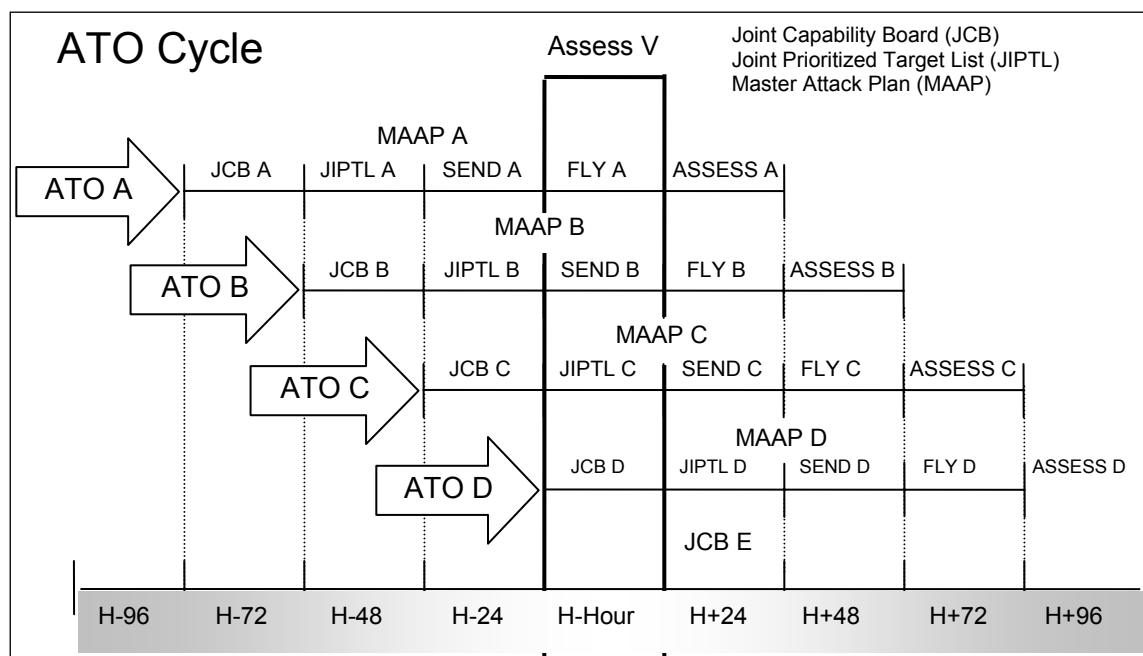 ATO Cycle
Assess V
Joint Capability Board (JCB)
Joint Prioritized Target List (JIPTL)
Master Attack Plan (MAAP)
MAAP A
ATO A
JCB A JIPTL A SEND A FLY A ASSESS A
MAAP B
ATO B
JCB B JIPTL B SEND B FLY B ASSESS B
MAAP C
ATO C
JCB C JIPTL C SEND C FLY C ASSESS C
MAAP D
ATO D
JCB D JIPTL D SEND D FLY D ASSESS D
JCB E
H-96 H-72 H-48 H-24 H-Hour H+24 H+48 H+72 H+96